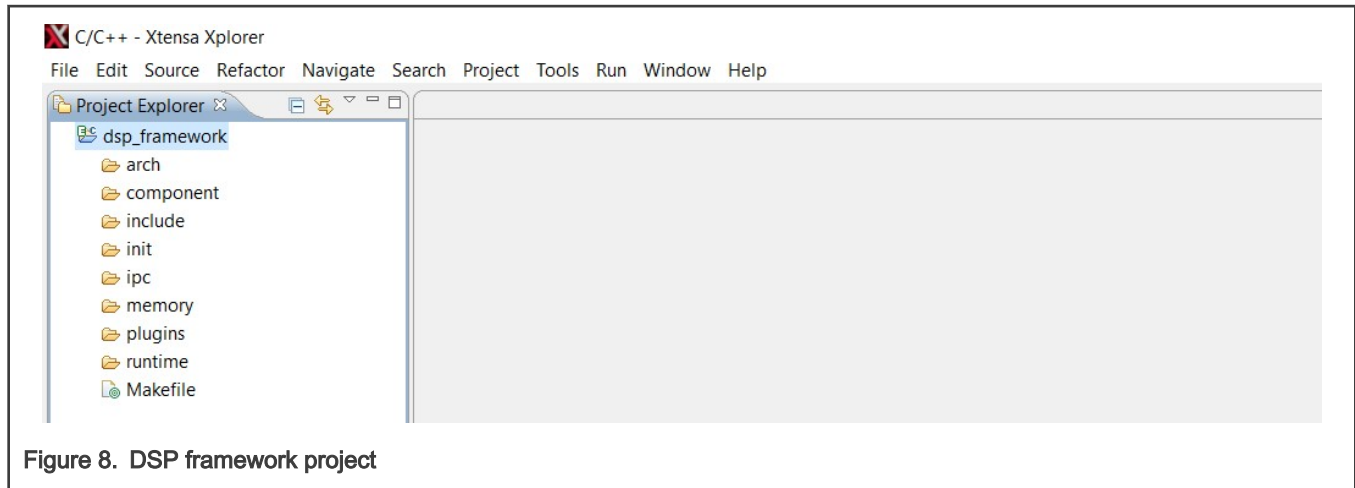 C/C++ - Xtensa Xplorer
File Edit Source Refactor Navigate Search Project Tools Run Window Help
Project Explorer
dsp_framework
arch
component
include
init
ipc
memory
plugins
runtime
Makefile
Figure 8. DSP framework project